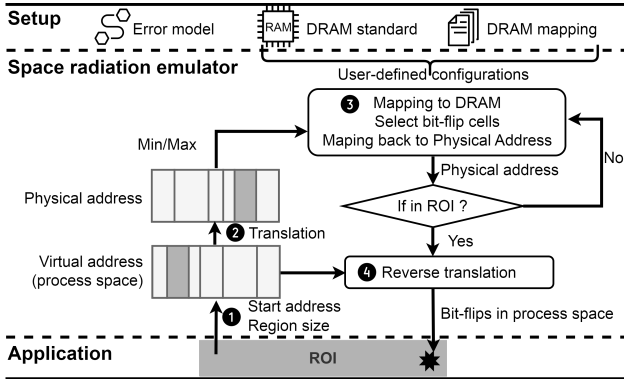 Setup
Error model
RAM
DRAM standard
DRAM mapping
Space radiation emulator
User-defined configurations
3 Mapping to DRAM
Select bit-flip cells
Maping back to Physical Address
Min/Max
No
Physical address
Physical address
If in ROI ?
2 Translation
Yes
Virtual address
(process space)
4 Reverse translation
1 Start address
Region size
Bit-flips in process space
Application
ROI